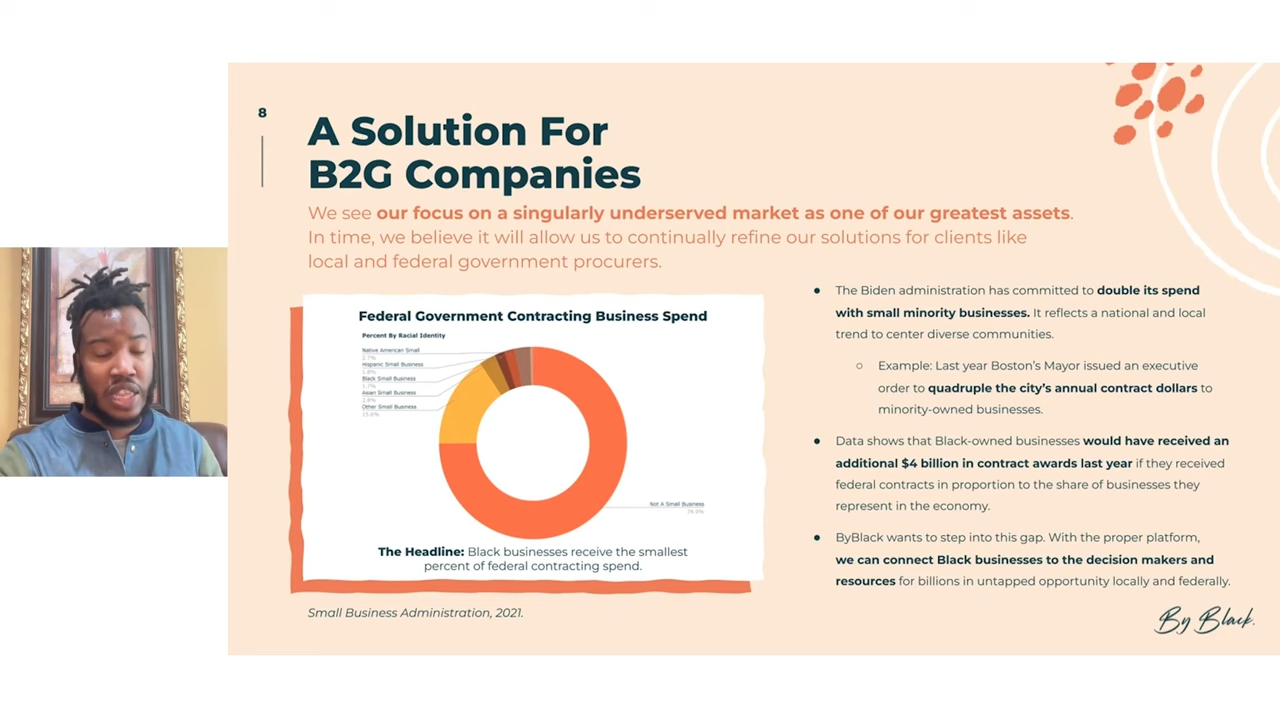 8
A Solution For
B2G Companies
We see our focus on a singularly underserved market as one of our greatest assets.
In time, we believe it will allow us to continually refine our solutions for clients like
local and federal government procurers.
Federal Government Contracting Business Spend
Percent By Racial Identity
Native American Small
2.7%
Hispanic Small Business
1.8%
Black Small Business
1.7%
Asian Small Business
2.8%
Other Small Business
15.6%
Not A Small Business
The Headline: Black businesses receive the smallest
percent of federal contracting spend.
Small Business Administration, 2021.
● The Biden administration has committed to double its spend
with small minority businesses. It reflects a national and local
trend to center diverse communities.
○ Example: Last year Boston's Mayor issued an executive
order to quadruple the city's annual contract dollars to
minority-owned businesses.
● Data shows that Black-owned businesses would have received an
additional $4 billion in contract awards last year if they received
federal contracts in proportion to the share of businesses they
represent in the economy.
● ByBlack wants to step into this gap. With the proper platform,
we can connect Black businesses to the decision makers and
resources for billions in untapped opportunity locally and federally.
By Black.